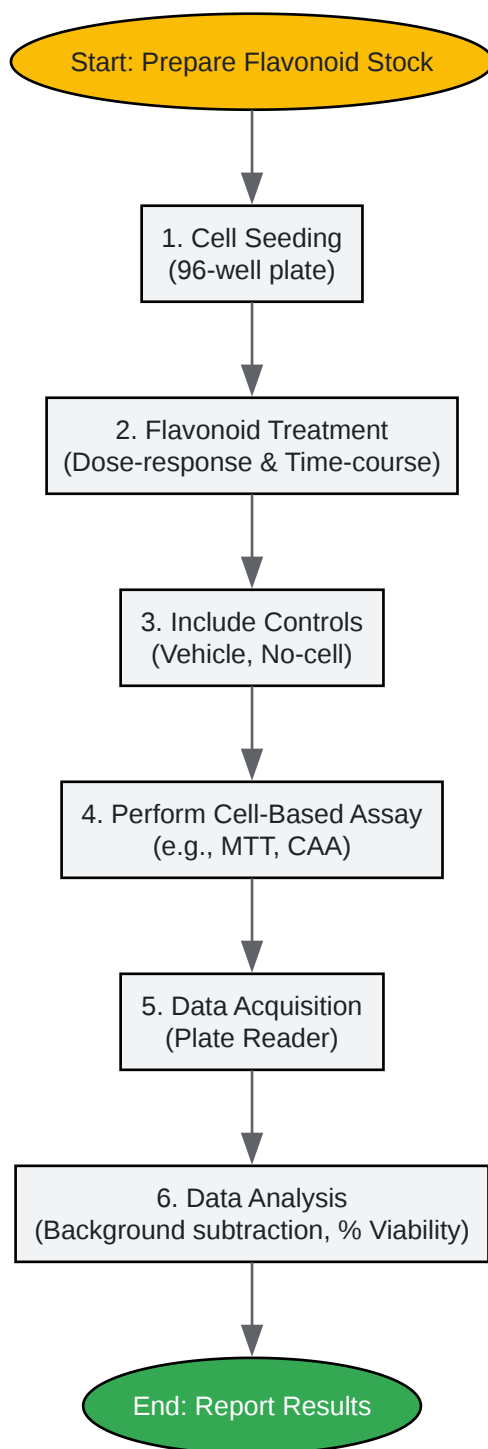 Start: Prepare Flavonoid Stock
1. Cell Seeding
(96-well plate)
2. Flavonoid Treatment
(Dose-response & Time-course)
3. Include Controls
(Vehicle, No-cell)
4. Perform Cell-Based Assay
(e.g., MTT, CAA)
5. Data Acquisition
(Plate Reader)
6. Data Analysis
(Background subtraction, % Viability)
End: Report Results